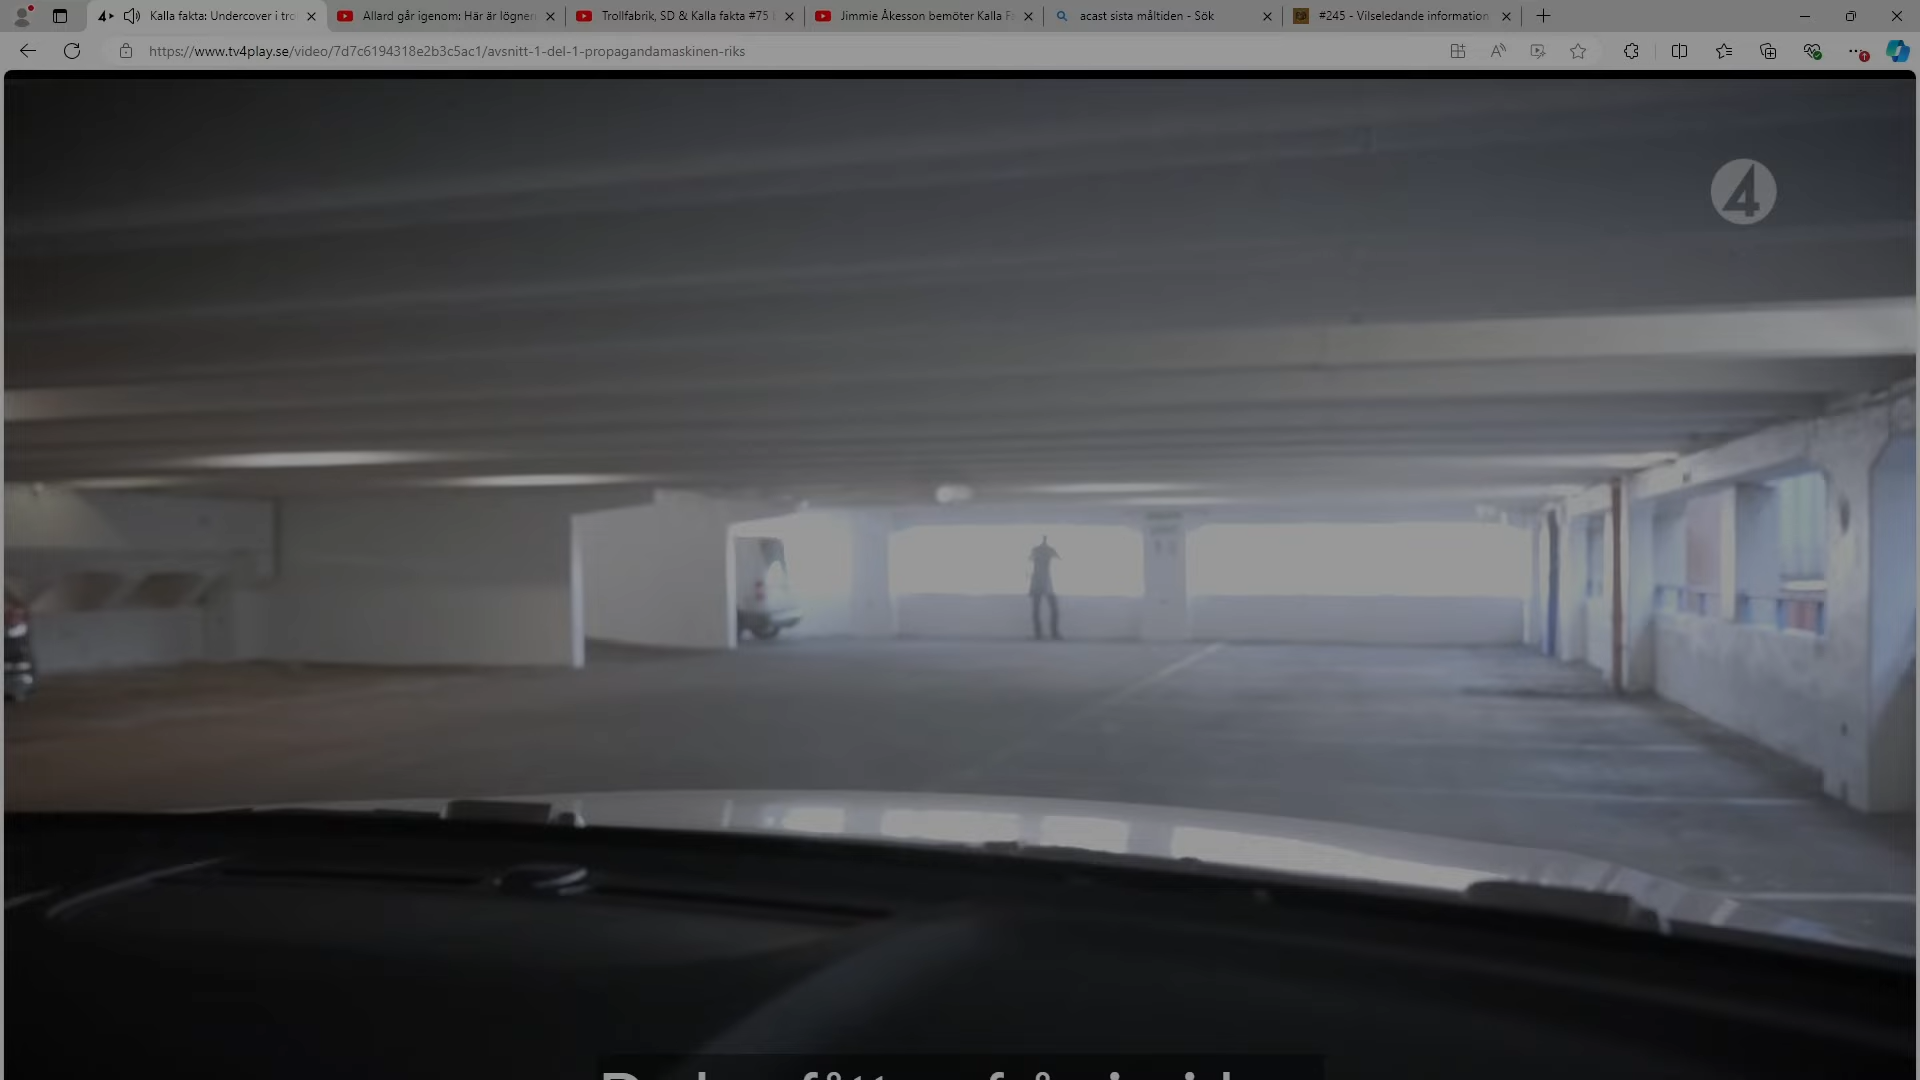 Kalla fakta: Undercover i tro
Allard går igenom: Här är lögner
Trollfabrik, SD & Kalla fakta #75
Jimmie Åkesson bemöter Kalla F
acast sista måltiden - Sök
#245 - Vilseledande information
https://www.tv4play.se/video/7d7c6194318e2b3c5ac1/avsnitt-1-del-1-propagandamaskinen-riks
4